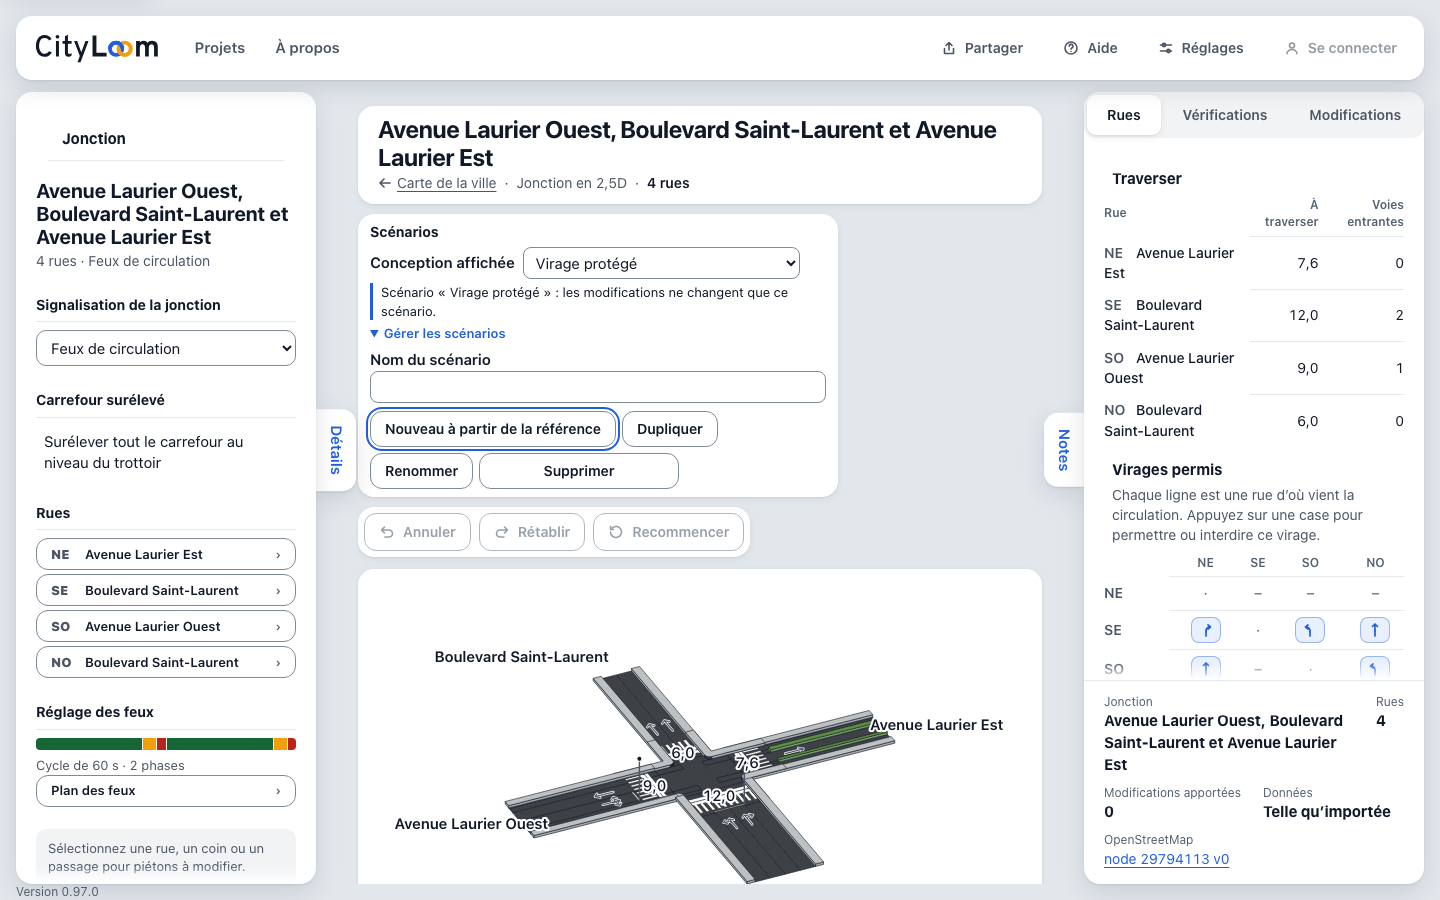 CityLoom
Projets
À propos
Partager
Aide
Réglages
Se connecter
Jonction
Avenue Laurier Ouest,
Boulevard Saint-Laurent et
Avenue Laurier Est
4 rues · Feux de circulation
Signalisation de la jonction
Feux de circulation
Carrefour surélevé
Surélever tout le carrefour au
niveau du trottoir
Rues
NE Avenue Laurier Est ›
SE Boulevard Saint-Laurent ›
SO Avenue Laurier Ouest ›
NO Boulevard Saint-Laurent ›
Réglage des feux
Cycle de 60 s · 2 phases
Plan des feux ›
Sélectionnez une rue, un coin ou un
passage pour piétons à modifier.
Version 0.97.0
Détails
Avenue Laurier Ouest, Boulevard Saint-Laurent et Avenue
Laurier Est
← Carte de la ville · Jonction en 2,5D · 4 rues
Scénarios
Conception affichée
Virage protégé
Scénario « Virage protégé » : les modifications ne changent que ce
scénario.
▼ Gérer les scénarios
Nom du scénario
Nouveau à partir de la référence
Dupliquer
Renommer
Supprimer
Annuler
Rétablir
Recommencer
Boulevard Saint-Laurent
Avenue Laurier Est
6,0
7,6
9,0
12,0
Avenue Laurier Ouest
Notes
Rues
Vérifications
Modifications
Traverser
Rue
À
traverser
Voies
entrantes
NE Avenue Laurier
Est
7,6
0
SE Boulevard
Saint-Laurent
12,0
2
SO Avenue Laurier
Ouest
9,0
1
NO Boulevard
Saint-Laurent
6,0
0
Virages permis
Chaque ligne est une rue d’où vient la
circulation. Appuyez sur une case pour
permettre ou interdire ce virage.
NE SE SO NO
NE · – – –
SE · 
SO – ·
Jonction
Avenue Laurier Ouest, Boulevard
Saint-Laurent et Avenue Laurier
Est
Rues
4
Modifications apportées
0
Données
Telle qu’importée
OpenStreetMap
node 29794113 v0